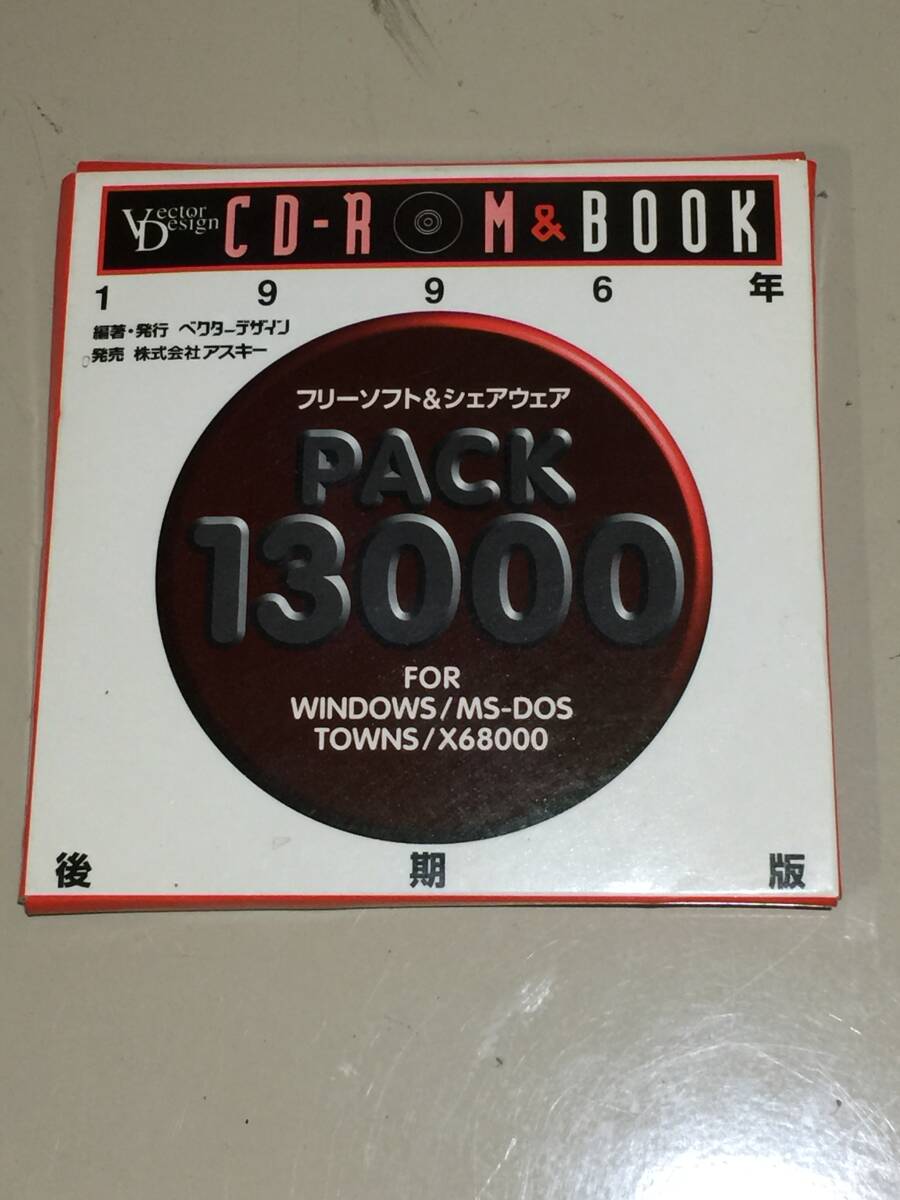 Vector Design CD-ROM & BOOK
1996年
編著・発行 ベクターデザイン
発売 株式会社アスキー
フリーソフト&シェアウェア
PACK
13000
FOR
WINDOWS/MS-DOS
TOWNS/X68000
後期版